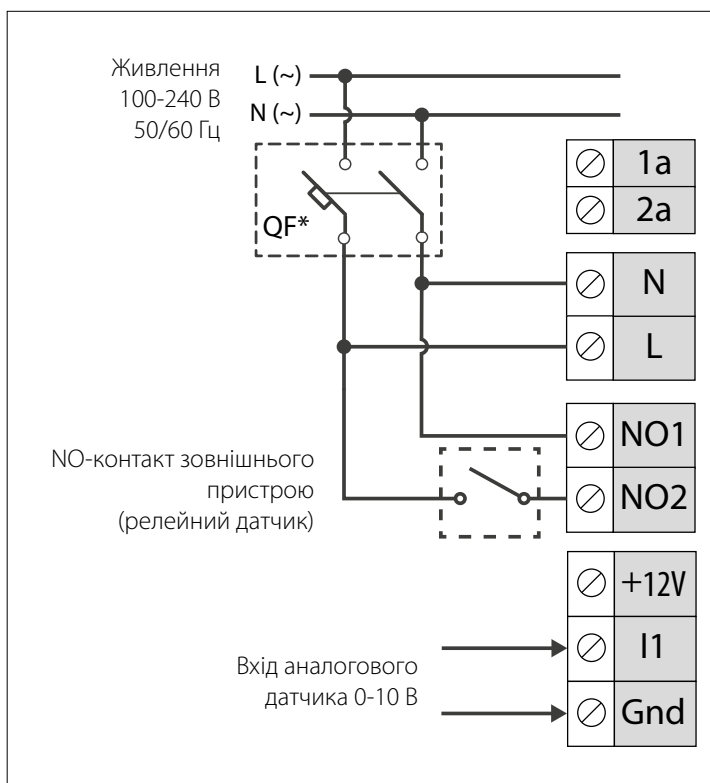 Живлення
100-240 В
50/60 Гц
L (~)
N (~)
QF*
1a
2a
N
L
NO1
NO2
NO-контакт зовнішнього
пристрою
(релейний датчик)
+12V
I1
Gnd
Вхід аналогового
датчика 0-10 В